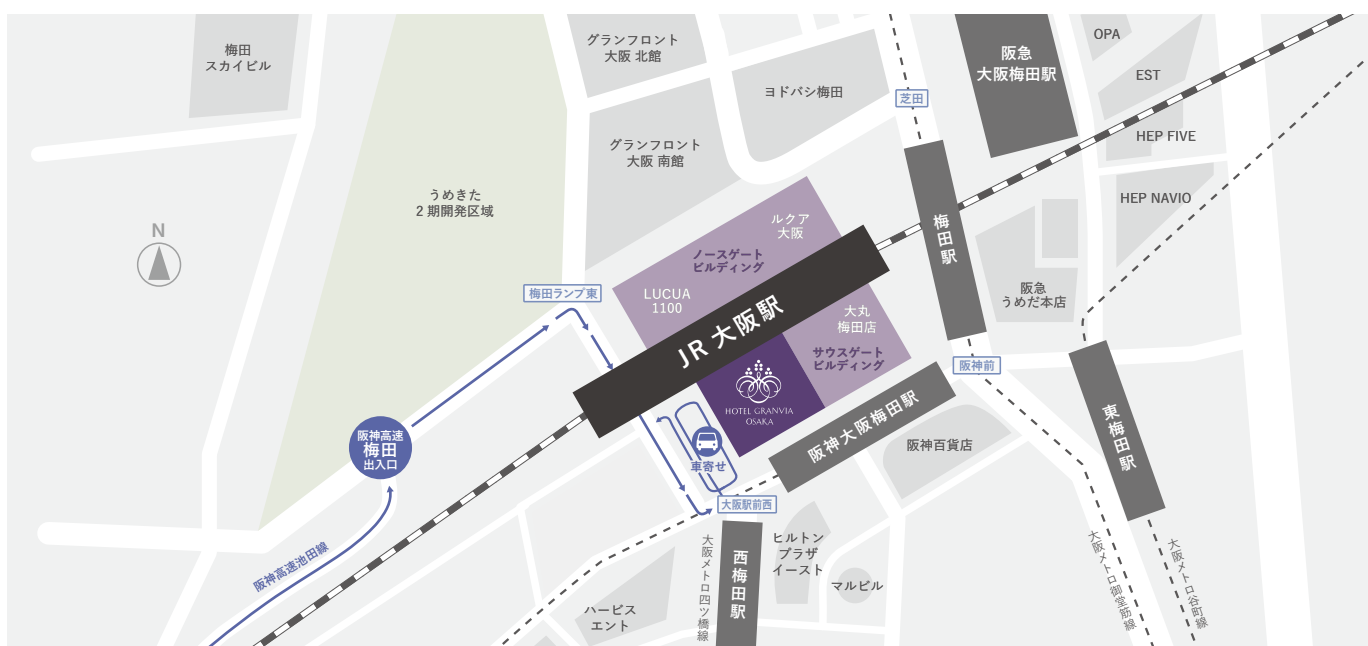 梅田
スカイビル
グランフロント
大阪 北館
ヨドバシ梅田
芝田
阪急
大阪梅田駅
OPA
EST
HEP FIVE
HEP NAVIO
グランフロント
大阪 南館
うめきた
2期開発区域
N
ルクア
大阪
ノースゲート
ビルディング
LUCUA
1100
梅田駅
阪急
うめだ本店
梅田ランプ東
JR 大阪駅
大丸
梅田店
サウスゲート
ビルディング
阪神前
HOTEL GRANVIA
OSAKA
阪神大阪梅田駅
東梅田駅
阪神高速
梅田
出入口
車寄せ
阪神百貨店
大阪駅前西
阪神高速池田線
大阪メトロ四ツ橋線
西梅田駅
ヒルトン
プラザ
イースト
マルビル
ハービス
エント
大阪メトロ御堂筋線
大阪メトロ谷町線